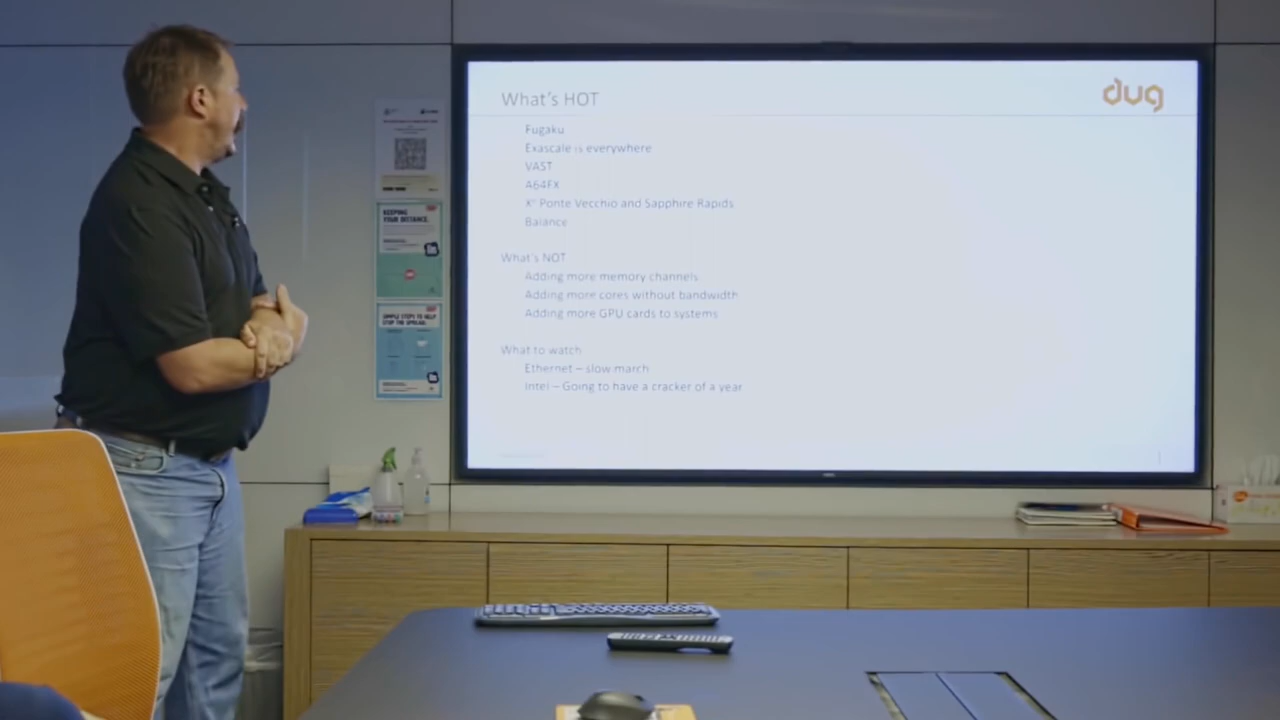 What's HOT
dug
Fugaku
Exascale is everywhere
VAST
A64FX
Xe Ponte Vecchio and Sapphire Rapids
Balance
What's NOT
Adding more memory channels
Adding more cores without bandwidth
Adding more GPU cards to systems
What to watch
Ethernet – slow march
Intel – Going to have a cracker of a year
KEEPING
YOUR DISTANCE.
SIMPLE STEPS TO HELP
STOP THE SPREAD.